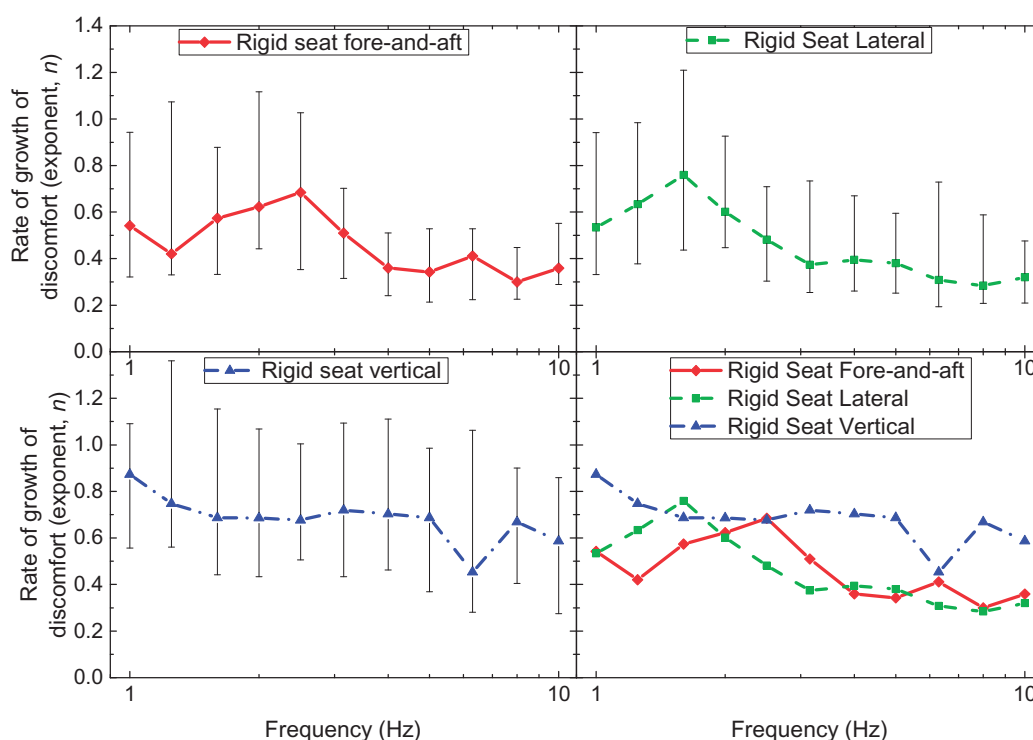 Rigid seat fore-and-aft
Rigid Seat Lateral
Rate of growth of
discomfort (exponent, n)
1.4
1.2
1.0
0.8
0.6
0.4
0.2
0.0
1
10
1
10
Rigid seat vertical
Rigid Seat Fore-and-aft
Rigid Seat Lateral
Rigid Seat Vertical
Rate of growth of
discomfort (exponent, n)
1.2
1.0
0.8
0.6
0.4
0.2
0.0
1
10
1
10
Frequency (Hz)
Frequency (Hz)